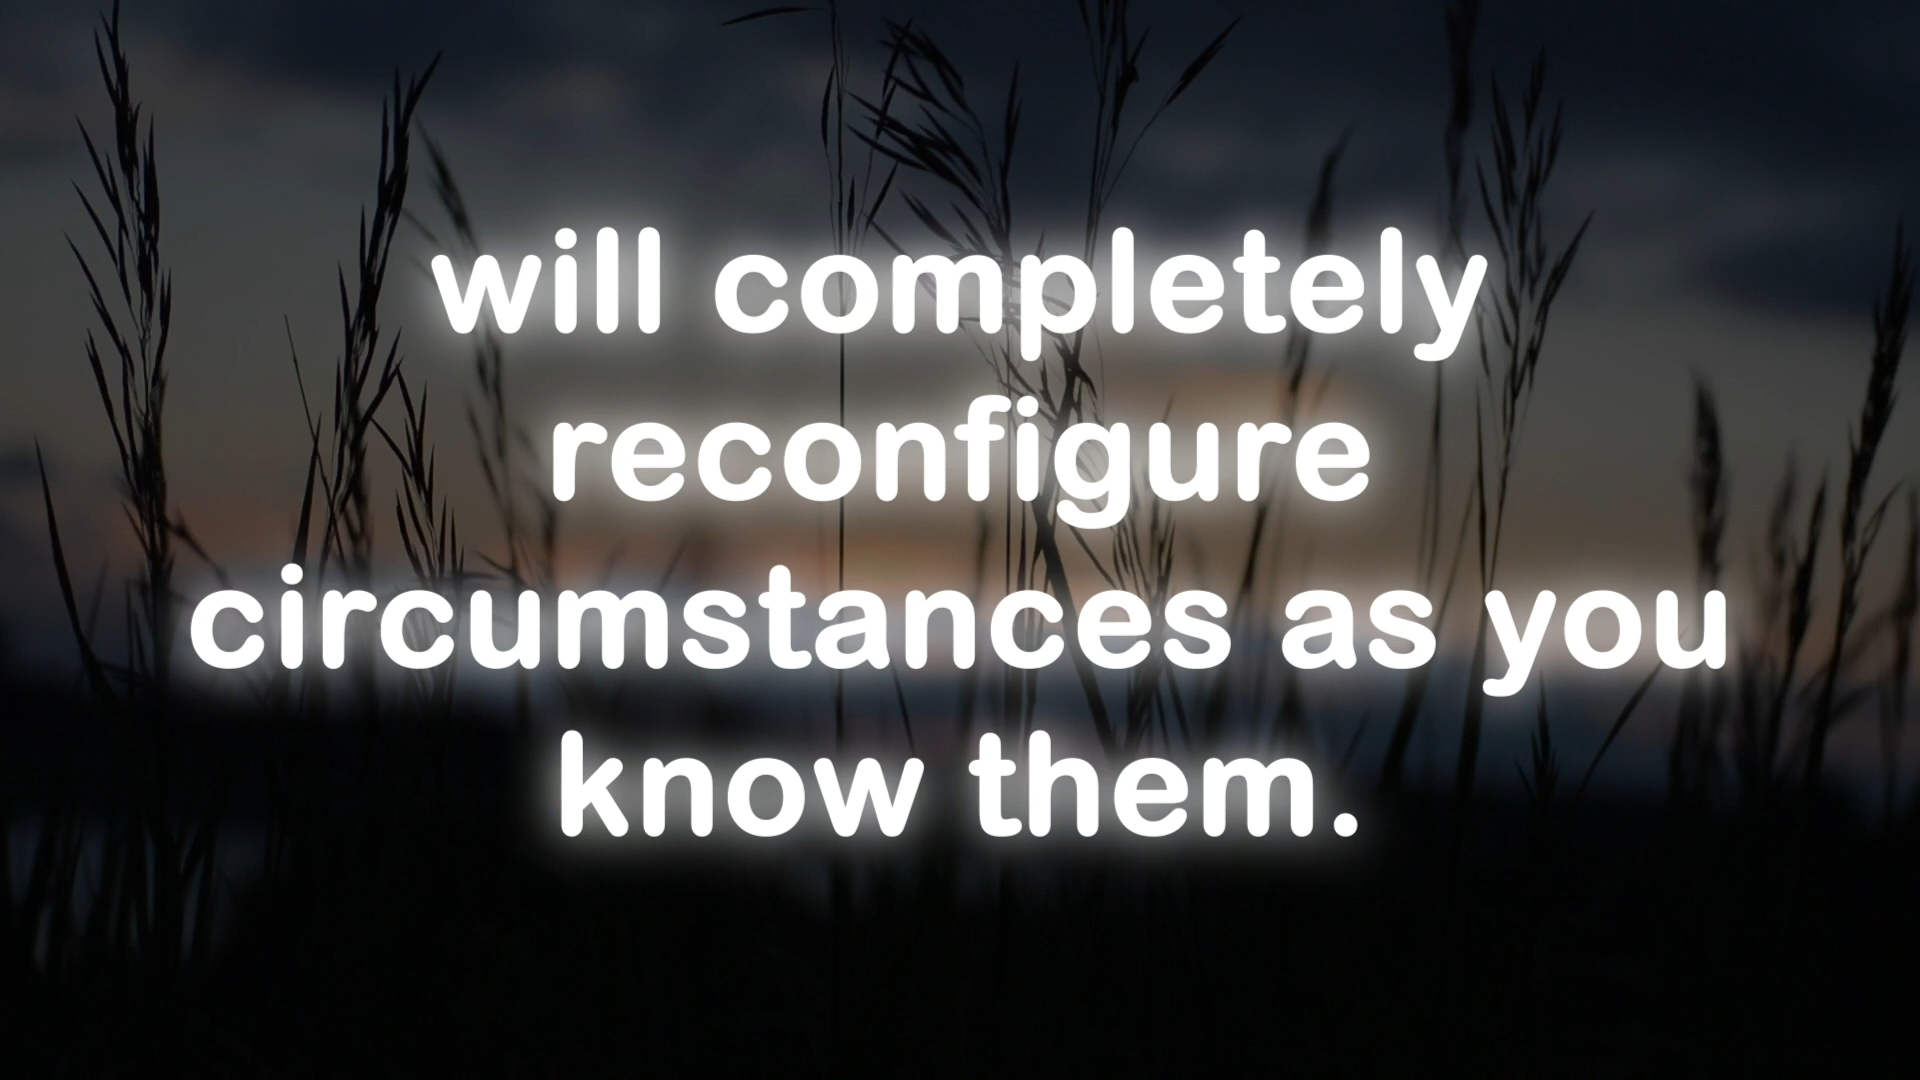 will completely
reconfigure
circumstances as you
know them.